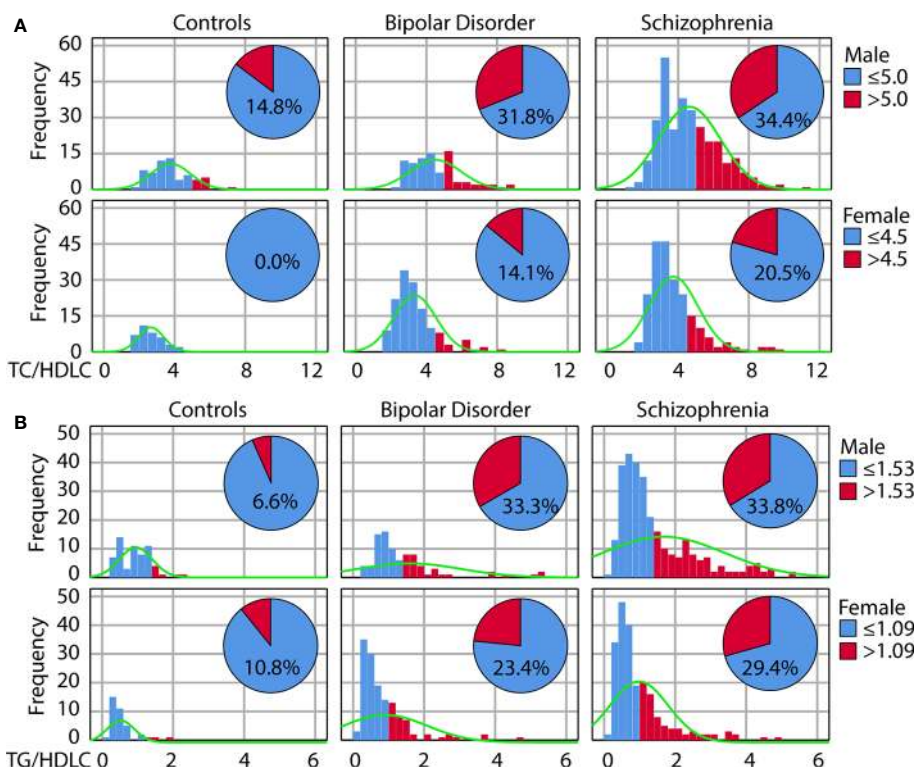 A
Controls
Bipolar Disorder
Schizophrenia
Frequency
60
45
30
15
0
14.8%
31.8%
34.4%
Male
≤5.0
>5.0
Frequency
60
45
30
15
0
0.0%
14.1%
20.5%
Female
≤4.5
>4.5
TC/HDLC 0 4 8 12 0 4 8 12 0 4 8 12
B
Controls
Bipolar Disorder
Schizophrenia
Frequency
50
40
30
20
10
0
6.6%
33.3%
33.8%
Male
≤1.53
>1.53
Frequency
50
40
30
20
10
0
10.8%
23.4%
29.4%
Female
≤1.09
>1.09
TG/HDLC 0 2 4 6 0 2 4 6 0 2 4 6